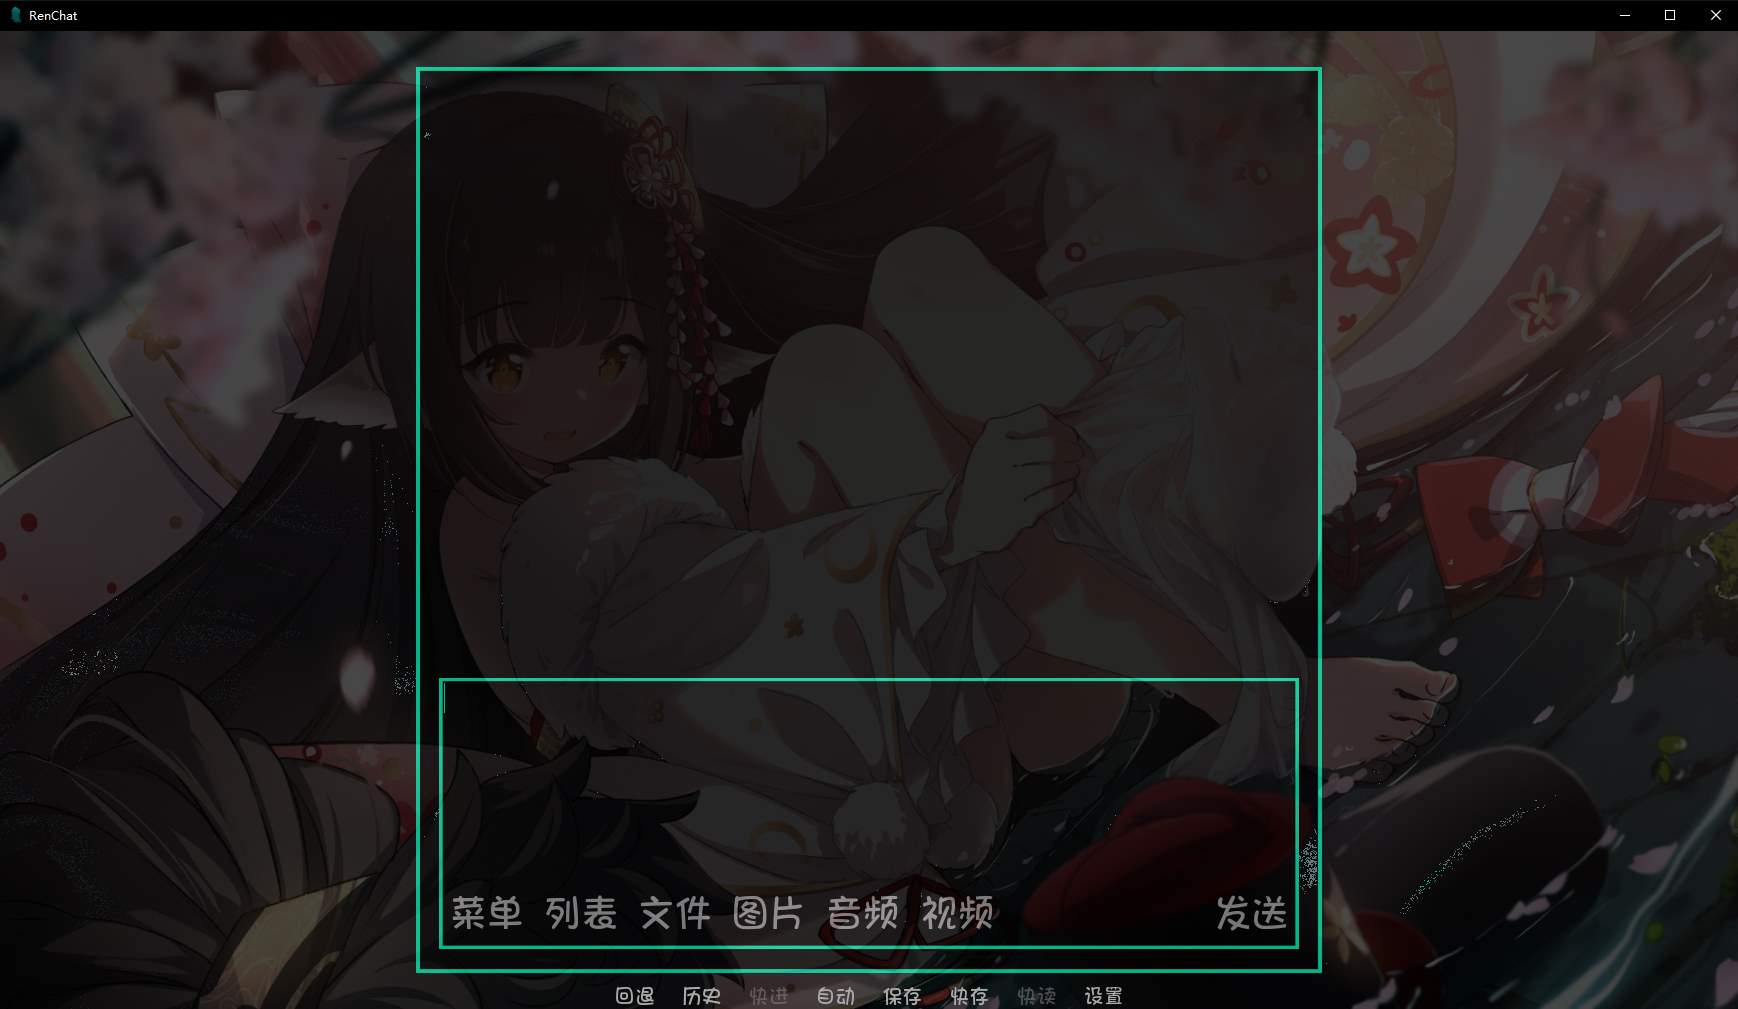 RenChat
菜单 列表 文件 图片 音频 视频 发送
回退 历史 快进 自动 保存 快存 快读 设置